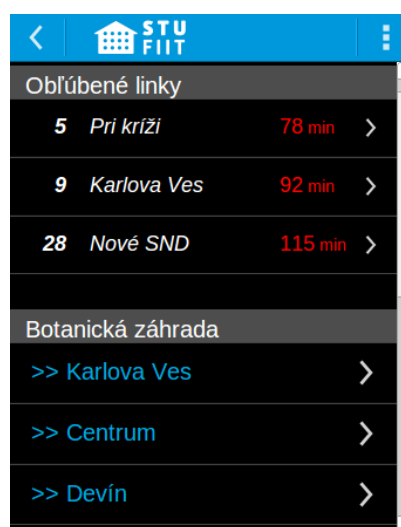 STU
FIIT
Obľúbené linky
5 Pri kríži 78 min
9 Karlova Ves 92 min
28 Nové SND 115 min
Botanická záhrada
>> Karlova Ves
>> Centrum
>> Devín